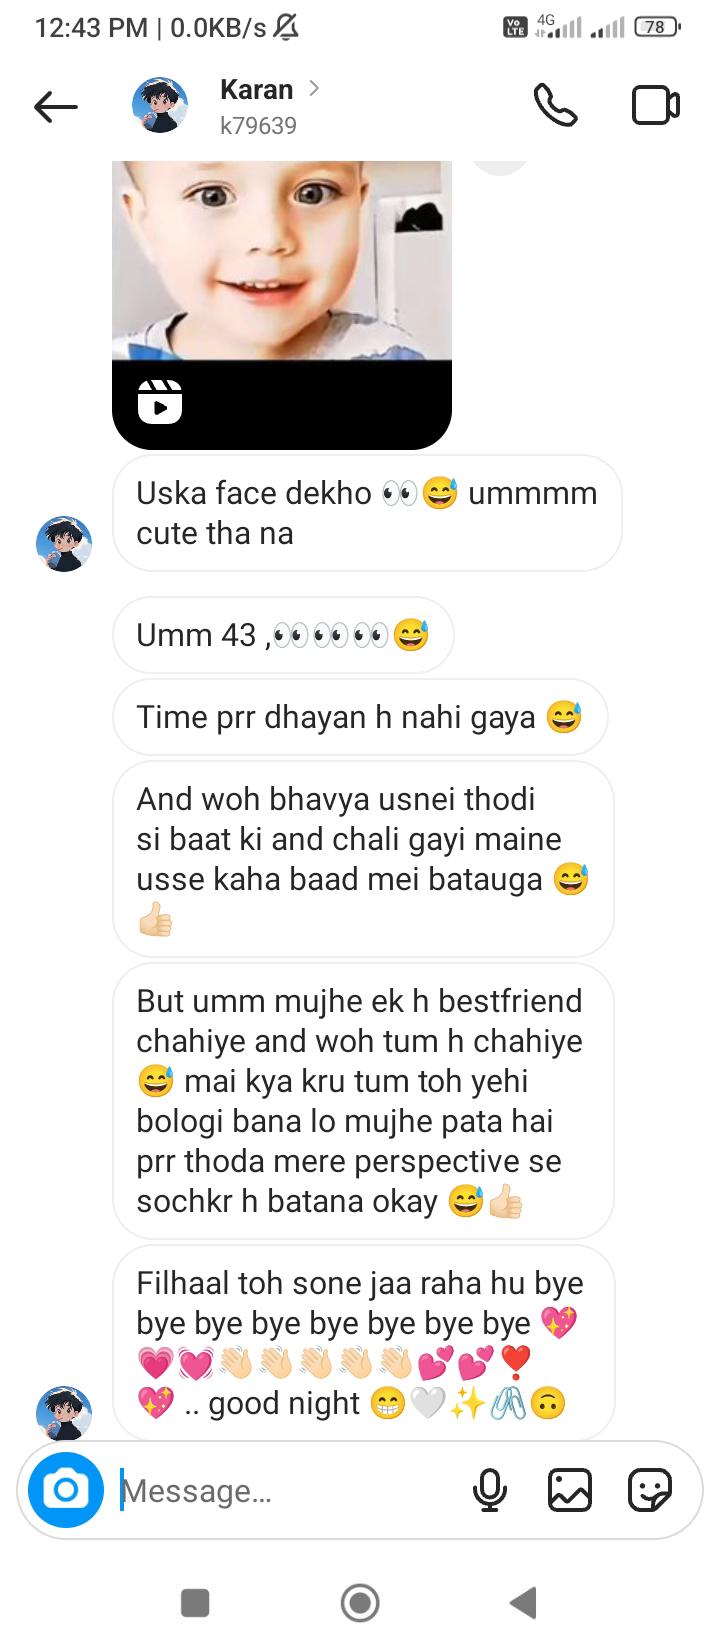 12:43 PM | 0.0KB/s
Vo
LTE
4G
78
Karan
k79639
Uska face dekho 👀😅 ummmm
cute tha na
Umm 43 ,👀👀👀😅
Time prr dhayan h nahi gaya 😅
And woh bhavya usnei thodi
si baat ki and chali gayi maine
usse kaha baad mei batauga 😅
👍🏻
But umm mujhe ek h bestfriend
chahiye and woh tum h chahiye
😅 mai kya kru tum toh yehi
bologi bana lo mujhe pata hai
prr thoda mere perspective se
sochkr h batana okay 😅👍🏻
Filhaal toh sone jaa raha hu bye
bye bye bye bye bye bye bye 💖
💗💓👋🏻👋🏻👋🏻👋🏻👋🏻💕💕❣️
💖 .. good night 😁🤍✨🖇️🙃
Message...